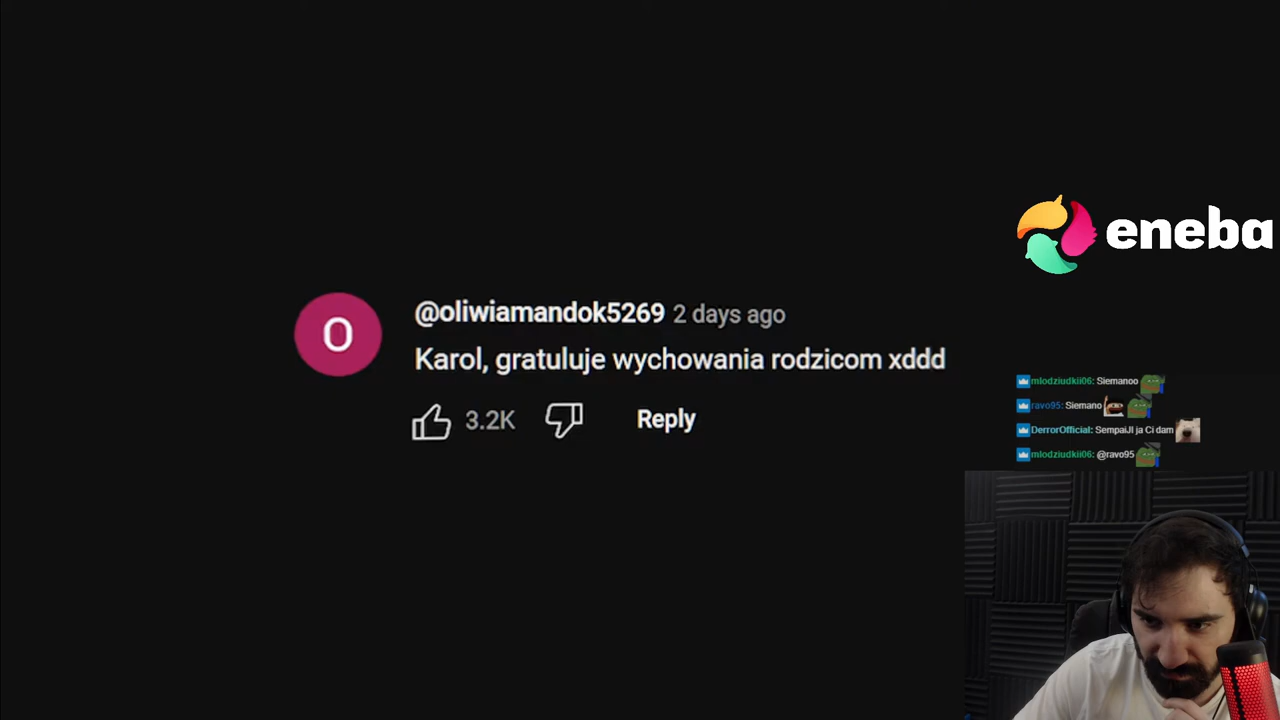 eneba
O
@oliwiamandok5269 2 days ago
Karol, gratuluje wychowania rodzicom xddd
3.2K Reply
mlodziudkii06: Siemanoo
ravo95: Siemano
DerrorOfficial: SempaiJI ja Ci dam
mlodziudkii06: @ravo95